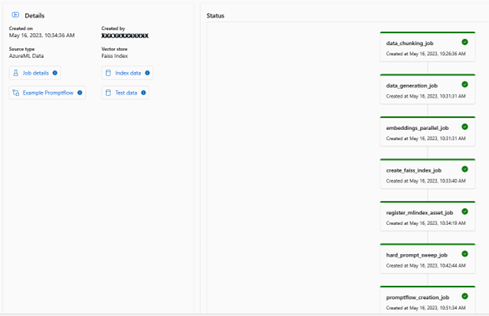 Details
Created on
May 16, 2023, 10:34:36 AM
Created by
Source type
AzureML Data
Vector store
Faiss Index
Job details
Index data
Example Promptflow
Test data
Status
data_chunking_job
Created at May 16, 2023, 10:26:36 AM
data_generation_job
Created at May 16, 2023, 10:31:31 AM
embeddings_parallel_job
Created at May 16, 2023, 10:31:31 AM
create_faiss_index_job
Created at May 16, 2023, 10:33:40 AM
register_mlindex_asset_job
Created at May 16, 2023, 10:34:19 AM
hard_prompt_sweep_job
Created at May 16, 2023, 10:42:44 AM
promptflow_creation_job
Created at May 16, 2023, 10:51:34 AM